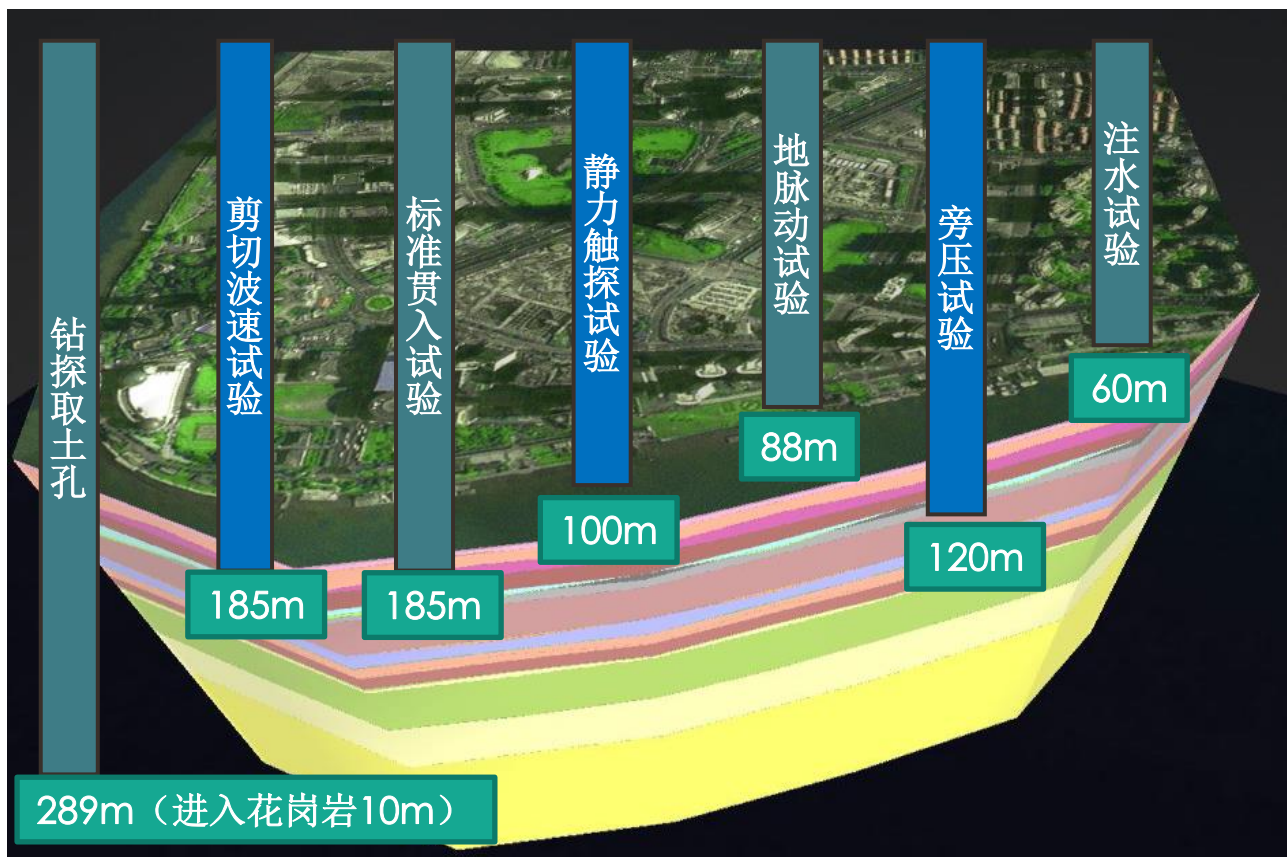 钻探取土孔
289m（进入花岗岩10m）
剪切波速试验
185m
标准贯入试验
185m
静力触探试验
100m
地脉动试验
88m
旁压试验
120m
注水试验
60m